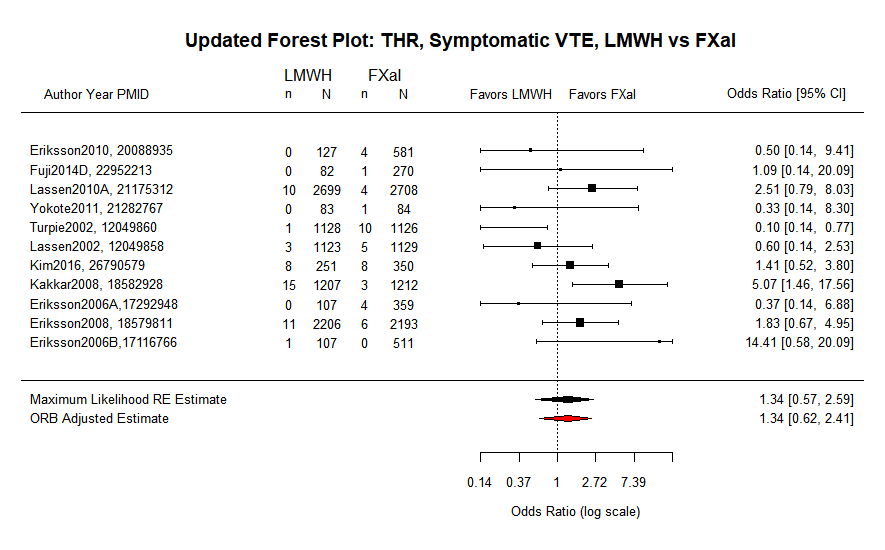 Updated Forest Plot: THR, Symptomatic VTE, LMWH vs FXaI
LMWH FXaI
Author Year PMID n N n N Favors LMWH Favors FXaI Odds Ratio [95% CI]
Eriksson2010, 20088935 0 127 4 581 0.50 [0.14, 9.41]
Fuji2014D, 22952213 0 82 1 270 1.09 [0.14, 20.09]
Lassen2010A, 21175312 10 2699 4 2708 2.51 [0.79, 8.03]
Yokote2011, 21282767 0 83 1 84 0.33 [0.14, 8.30]
Turpie2002, 12049860 1 1128 10 1126 0.10 [0.14, 0.77]
Lassen2002, 12049858 3 1123 5 1129 0.60 [0.14, 2.53]
Kim2016, 26790579 8 251 8 350 1.41 [0.52, 3.80]
Kakkar2008, 18582928 15 1207 3 1212 5.07 [1.46, 17.56]
Eriksson2006A,17292948 0 107 4 359 0.37 [0.14, 6.88]
Eriksson2008, 18579811 11 2206 6 2193 1.83 [0.67, 4.95]
Eriksson2006B,17116766 1 107 0 511 14.41 [0.58, 20.09]
Maximum Likelihood RE Estimate 1.34 [0.57, 2.59]
ORB Adjusted Estimate 1.34 [0.62, 2.41]
0.14 0.37 1 2.72 7.39
Odds Ratio (log scale)